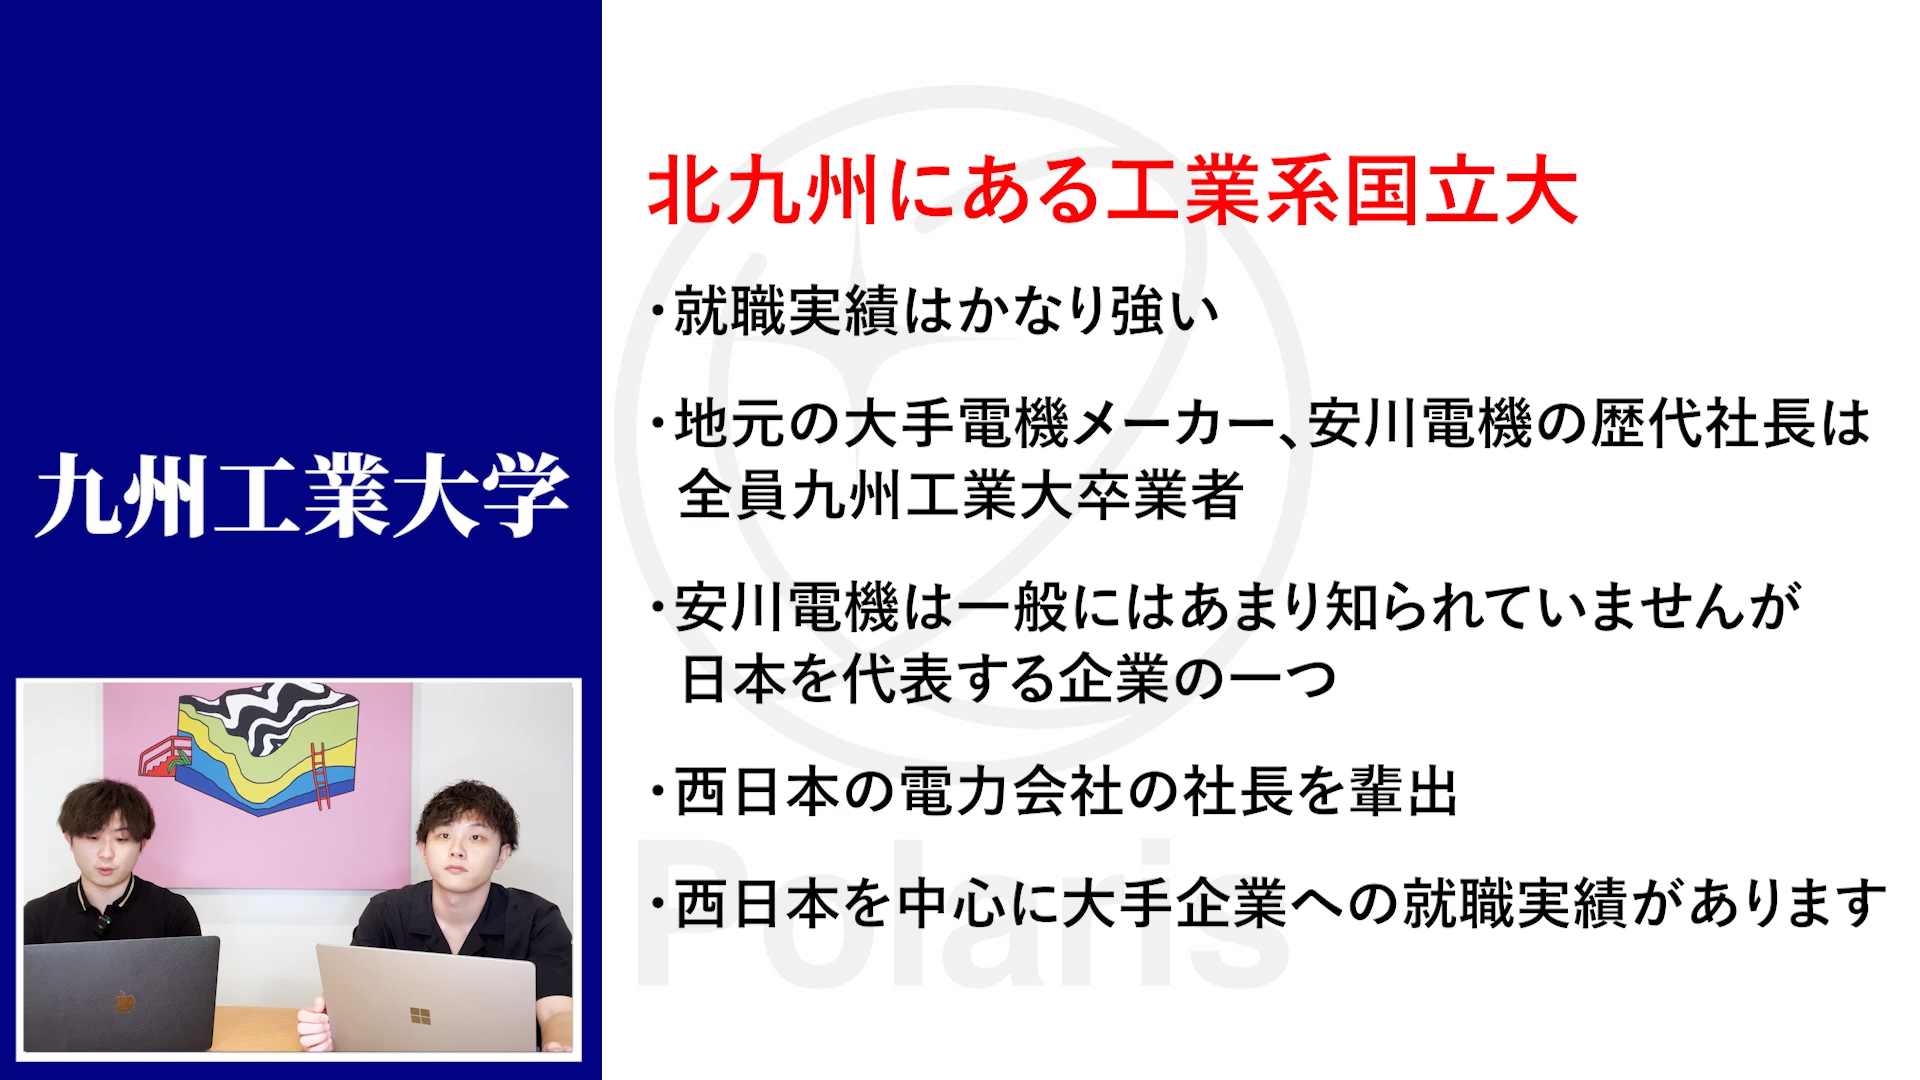 九州工業大学
北九州にある工業系国立大
・就職実績はかなり強い
・地元の大手電機メーカー、安川電機の歴代社長は
全員九州工業大卒業者
・安川電機は一般にはあまり知られていませんが
日本を代表する企業の一つ
・西日本の電力会社の社長を輩出
・西日本を中心に大手企業への就職実績があります
Polaris